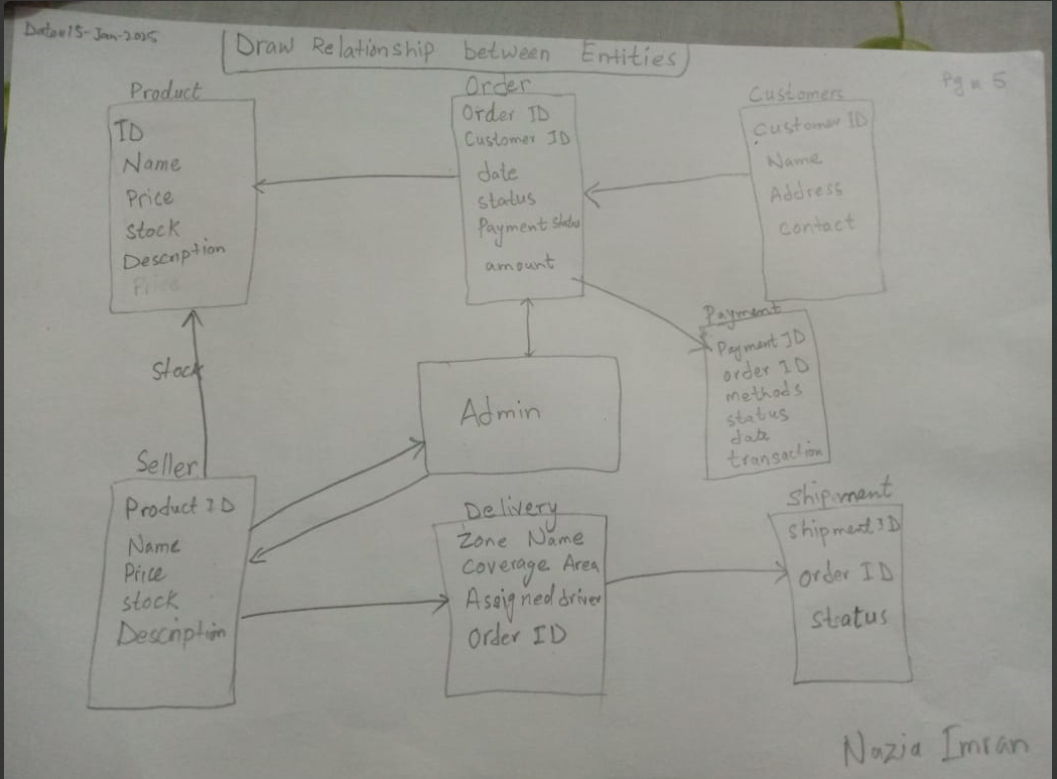 Date=15-Jan-2025
Draw Relationship between Entities
Pg = 5
Product
ID
Name
Price
Stock
Description
Price
Order
Order ID
Customer ID
date
status
Payment status
amount
Customers
Customer ID
Name
Address
contact
Payment
Payment ID
order ID
methods
status
date
transaction
Stock
Admin
Seller
Product ID
Name
Price
stock
Description
Delivery
Zone Name
Coverage Area
Assigned driver
Order ID
Shipment
Shipment ID
order ID
status
Nazia Imran